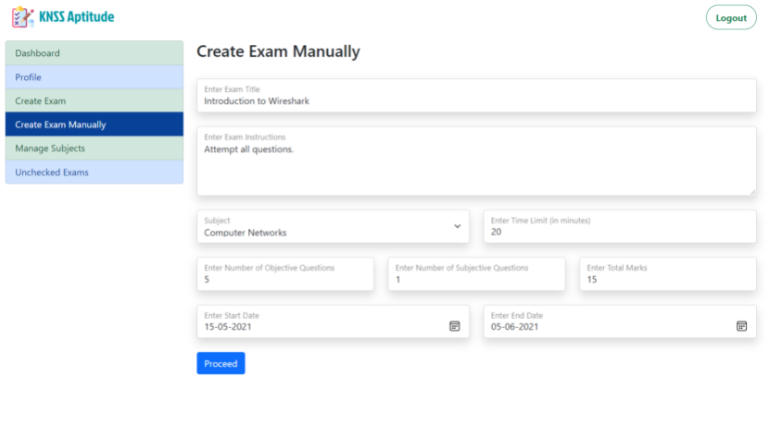 KNSS Aptitude
Logout
Dashboard
Profile
Create Exam
Create Exam Manually
Manage Subjects
Unchecked Exams
Create Exam Manually
Enter Exam Title
Introduction to Wireshark
Enter Exam Instructions
Attempt all questions.
Subject
Computer Networks
Enter Time Limit (in minutes)
20
Enter Number of Objective Questions
5
Enter Number of Subjective Questions
1
Enter Total Marks
15
Enter Start Date
15-05-2021
Enter End Date
05-06-2021
Proceed